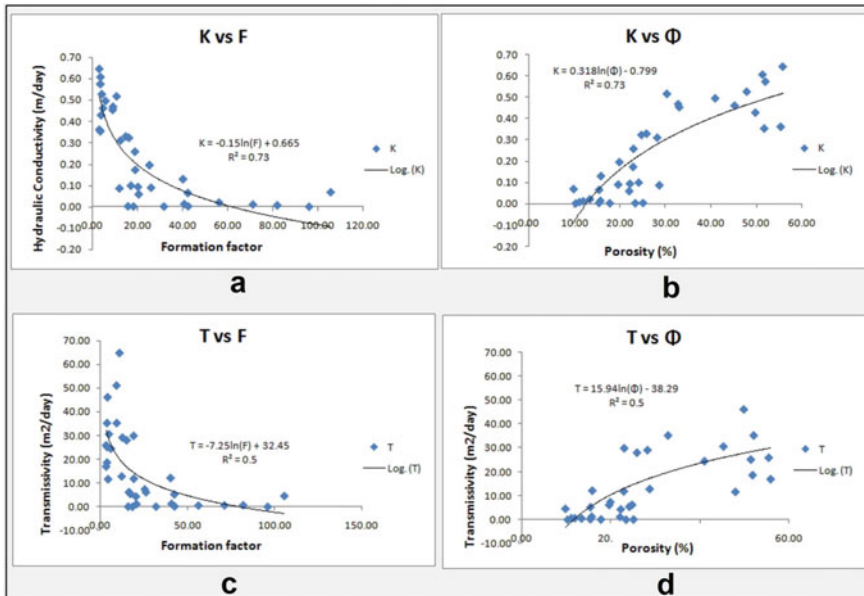 K vs F
Hydraulic Conductivity (m/day)
0.70
0.60
0.50
0.40
0.30
0.20
0.10
0.00
-0.10
-0.20
K = -0.15ln(F) + 0.665
R² = 0.73
K
Log. (K)
0.00 20.00 40.00 60.00 80.00 100.00 120.00
Formation factor
a
K vs Φ
0.70
0.60
0.50
0.40
0.30
0.20
0.10
0.00
-0.10
-0.20
K = 0.318ln(Φ) - 0.799
R² = 0.73
K
Log. (K)
0.00 10.00 20.00 30.00 40.00 50.00 60.00
Porosity (%)
b
T vs F
Transmissivity (m2/day)
70.00
60.00
50.00
40.00
30.00
20.00
10.00
0.00
-10.00
T = -7.25ln(F) + 32.45
R² = 0.5
T
Log. (T)
0.00 50.00 100.00 150.00
Formation factor
c
T vs Φ
Transmissivity (m2/day)
70.00
60.00
50.00
40.00
30.00
20.00
10.00
0.00
-10.00
T = 15.94ln(Φ) - 38.29
R² = 0.5
T
Log. (T)
0.00 40.00 60.00
Porosity (%)
d